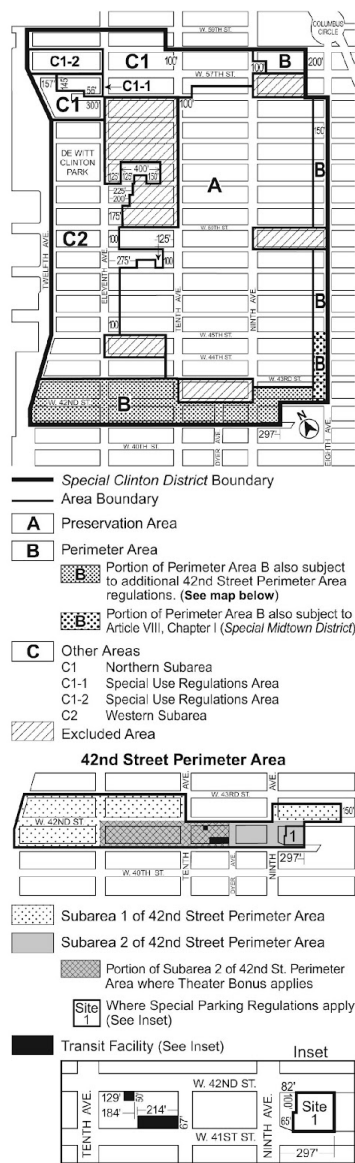 COLUMBUS
CIRCLE
W. 59TH ST.
C1-2
C1
100'
B
200'
157'
145'
56'
C1-1
W. 57TH ST.
100'
C1
300'
100'
150'
DE WITT
CLINTON
PARK
400'
125'
125'
150'
225'
200'
175'
A
B
C2
100'
125'
275'
100'
100'
TWELFTH AVE.
ELEVENTH AVE.
TENTH AVE.
NINTH AVE.
B
W. 45TH ST.
W. 44TH ST.
B
W. 43RD ST.
W. 42ND ST.
B
W. 40TH ST.
DYER AVE.
297'
N
EIGHTH AVE.
Special Clinton District Boundary
Area Boundary
A Preservation Area
B Perimeter Area
B Portion of Perimeter Area B also subject
to additional 42nd Street Perimeter Area
regulations. (See map below)
B Portion of Perimeter Area B also subject to
Article VIII, Chapter I (Special Midtown District)
C Other Areas
C1 Northern Subarea
C1-1 Special Use Regulations Area
C1-2 Special Use Regulations Area
C2 Western Subarea
Excluded Area
42nd Street Perimeter Area
AVE.
AVE.
W. 43RD ST.
150'
W. 42ND ST.
1
297'
W. 40TH ST.
TENTH
DYER AVE
NINTH
Subarea 1 of 42nd Street Perimeter Area
Subarea 2 of 42nd Street Perimeter Area
Portion of Subarea 2 of 42nd St. Perimeter
Area where Theater Bonus applies
Site
1
Where Special Parking Regulations apply
(See Inset)
Transit Facility (See Inset)
Inset
W. 42ND ST.
129'
184'
214'
67'
82'
100'
65'
Site
1
W. 41ST ST.
TENTH AVE.
NINTH AVE.
297'